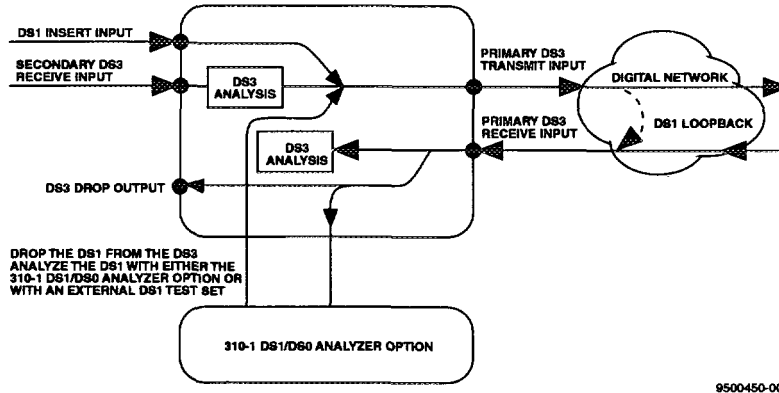 DS1 INSERT INPUT
SECONDARY DS3
RECEIVE INPUT
DS3
ANALYSIS
PRIMARY DS3
TRANSMIT INPUT
DIGITAL NETWORK
DS1 LOOPBACK
PRIMARY DS3
RECEIVE INPUT
DS3
ANALYSIS
DS3 DROP OUTPUT
DROP THE DS1 FROM THE DS3
ANALYZE THE DS1 WITH EITHER THE
310-1 DS1/DS0 ANALYZER OPTION OR
WITH AN EXTERNAL DS1 TEST SET
310-1 DS1/DS0 ANALYZER OPTION
9500450-00